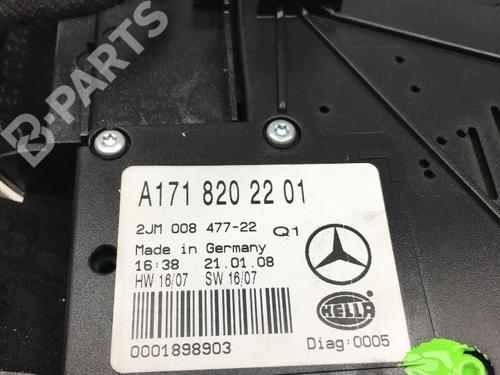 B-PARTS
A171 820 22 01
2JM 008 477-22 Q1
Made in Germany
16:38 21.01.08
HW 16/07 SW 16/07
HELLA
0001898903 Diag:0005